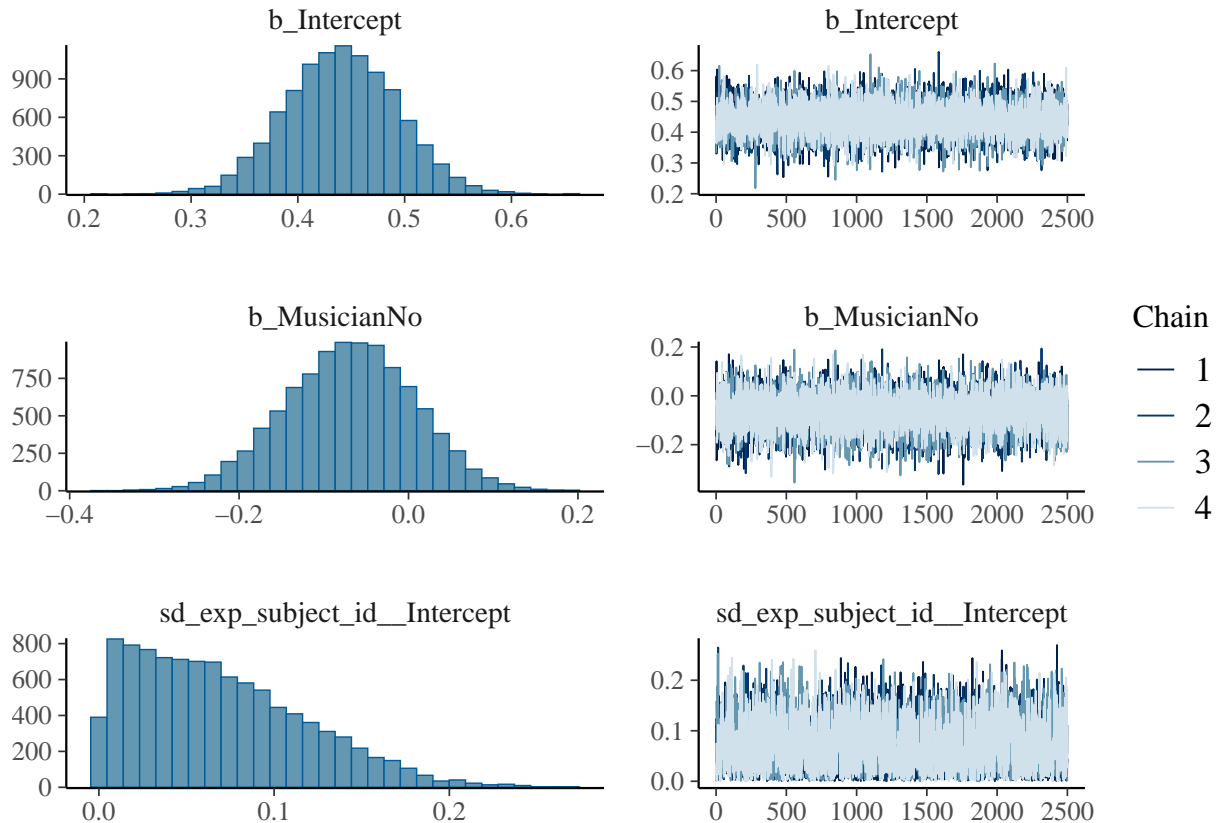 b_Intercept
900
600
300
0
0.2 0.3 0.4 0.5 0.6
b_Intercept
0.6
0.5
0.4
0.3
0.2
0 500 1000 1500 2000 2500
b_MusicianNo
750
500
250
0
−0.4 −0.2 0.0 0.2
b_MusicianNo
0.2
0.0
−0.2
0 500 1000 1500 2000 2500
Chain
1
2
3
4
sd_exp_subject_id__Intercept
800
600
400
200
0
0.0 0.1 0.2
sd_exp_subject_id__Intercept
0.2
0.1
0.0
0 500 1000 1500 2000 2500